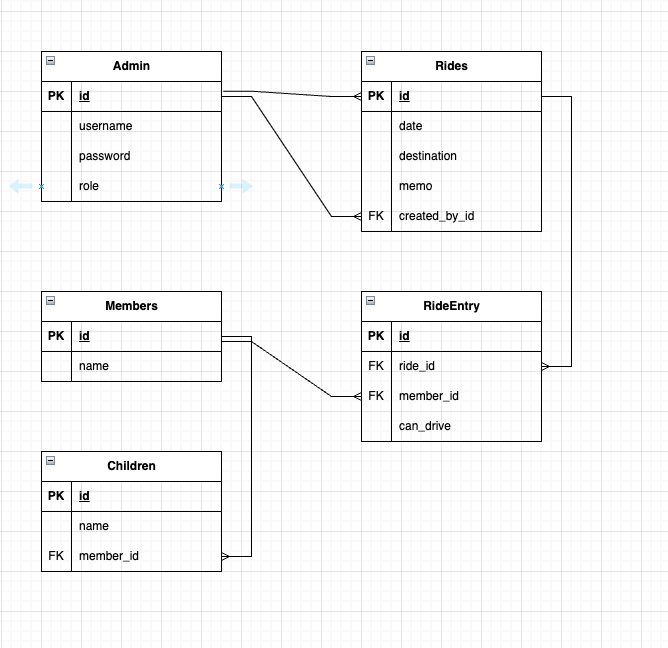 Admin
PK id
username
password
role
Rides
PK id
date
destination
memo
FK created_by_id
Members
PK id
name
RideEntry
PK id
FK ride_id
FK member_id
can_drive
Children
PK id
name
FK member_id